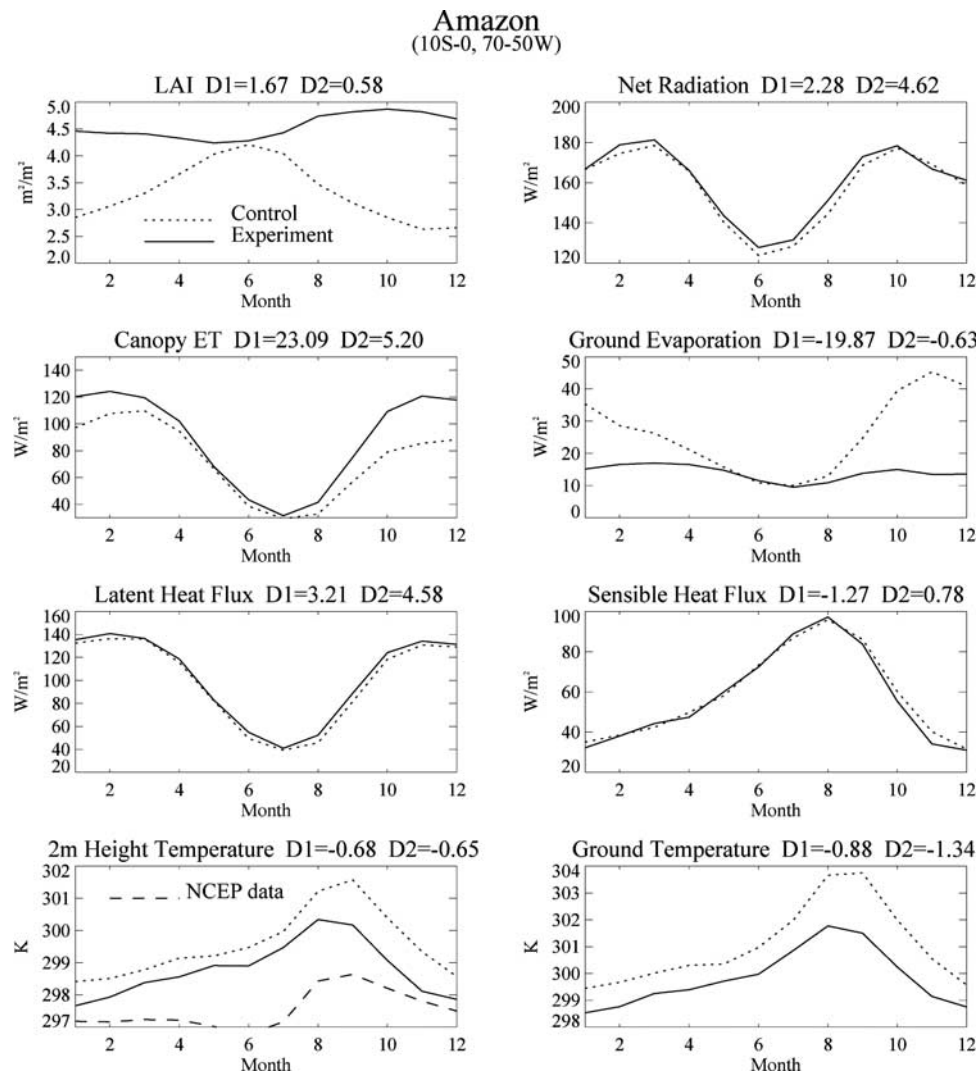 Amazon
(10S-0, 70-50W)
LAI D1=1.67 D2=0.58
5.0
4.5
4.0
3.5
3.0
2.5
2.0
m²/m²
Control
Experiment
2 4 6 8 10 12
Month
Net Radiation D1=2.28 D2=4.62
200
180
160
140
120
W/m²
2 4 6 8 10 12
Month
Canopy ET D1=23.09 D2=5.20
140
120
100
80
60
40
W/m²
2 4 6 8 10 12
Month
Ground Evaporation D1=-19.87 D2=-0.63
50
40
30
20
10
0
W/m²
2 4 6 8 10 12
Month
Latent Heat Flux D1=3.21 D2=4.58
160
140
120
100
80
60
40
20
W/m²
2 4 6 8 10 12
Month
Sensible Heat Flux D1=-1.27 D2=0.78
100
80
60
40
20
W/m²
2 4 6 8 10 12
Month
2m Height Temperature D1=-0.68 D2=-0.65
302
301
300
299
298
297
K
NCEP data
2 4 6 8 10 12
Month
Ground Temperature D1=-0.88 D2=-1.34
304
303
302
301
300
299
298
K
2 4 6 8 10 12
Month